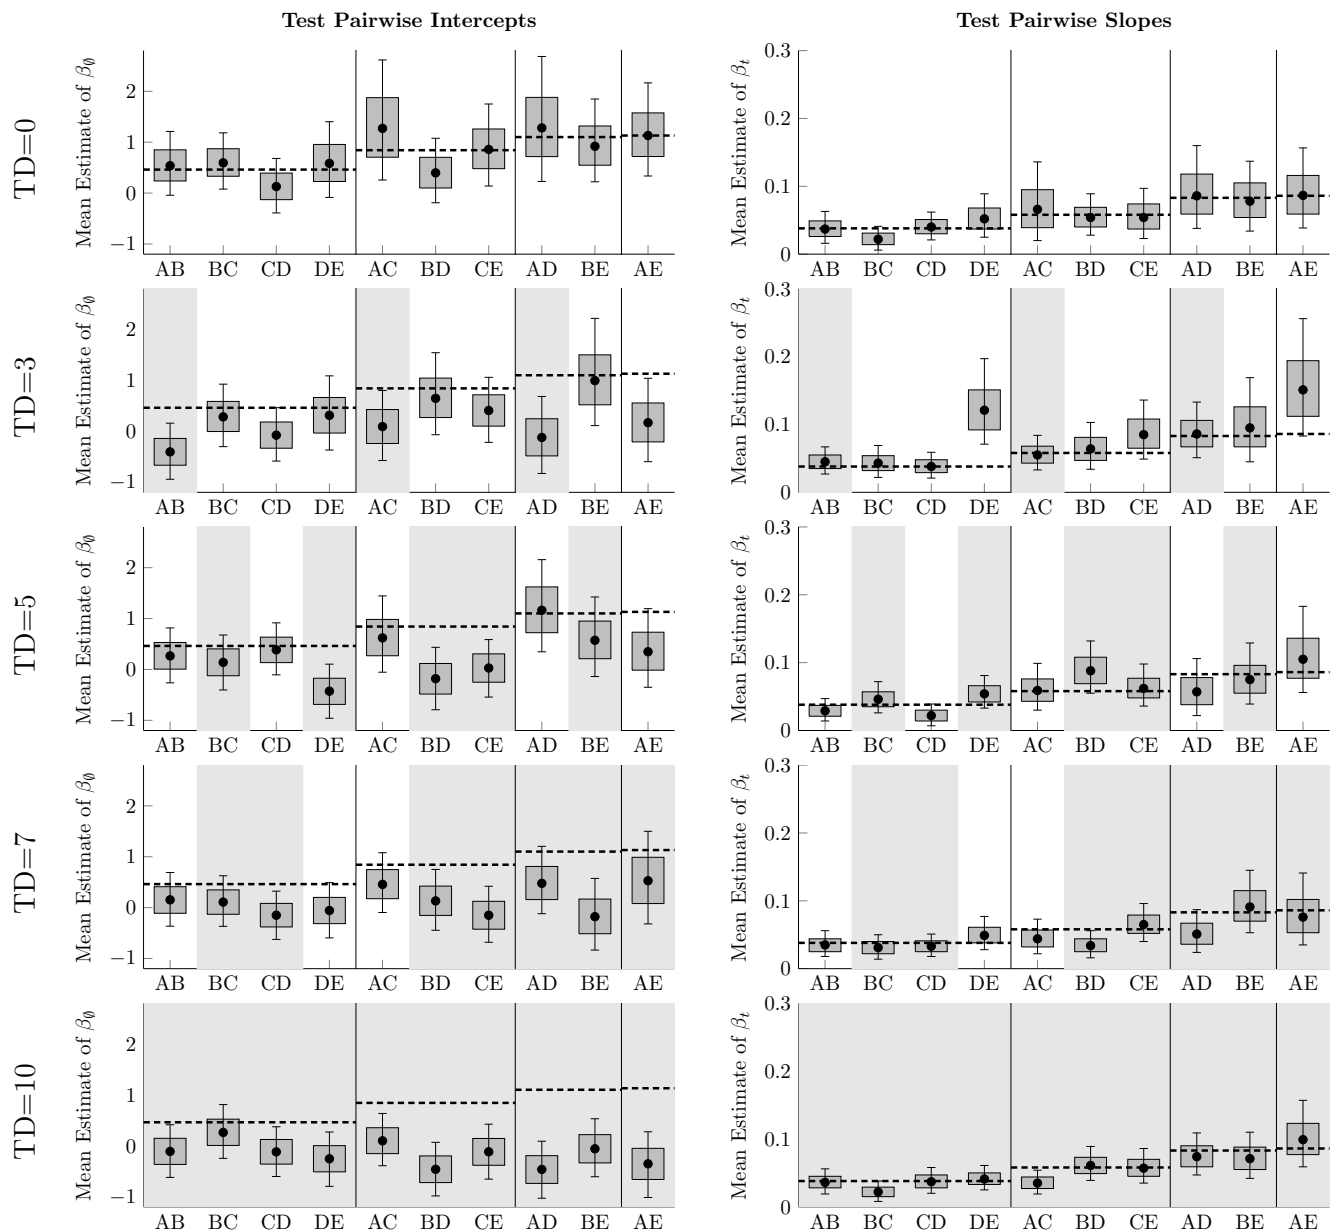 Test Pairwise Intercepts
Test Pairwise Slopes
TD=0
Mean Estimate of β∅
2
1
0
−1
AB BC CD DE AC BD CE AD BE AE
Mean Estimate of βt
0.3
0.2
0.1
0
AB BC CD DE AC BD CE AD BE AE
TD=3
Mean Estimate of β∅
2
1
0
−1
AB BC CD DE AC BD CE AD BE AE
Mean Estimate of βt
0.3
0.2
0.1
0
AB BC CD DE AC BD CE AD BE AE
TD=5
Mean Estimate of β∅
2
1
0
−1
AB BC CD DE AC BD CE AD BE AE
Mean Estimate of βt
0.3
0.2
0.1
0
AB BC CD DE AC BD CE AD BE AE
TD=7
Mean Estimate of β∅
2
1
0
−1
AB BC CD DE AC BD CE AD BE AE
Mean Estimate of βt
0.3
0.2
0.1
0
AB BC CD DE AC BD CE AD BE AE
TD=10
Mean Estimate of β∅
2
1
0
−1
AB BC CD DE AC BD CE AD BE AE
Mean Estimate of βt
0.3
0.2
0.1
0
AB BC CD DE AC BD CE AD BE AE